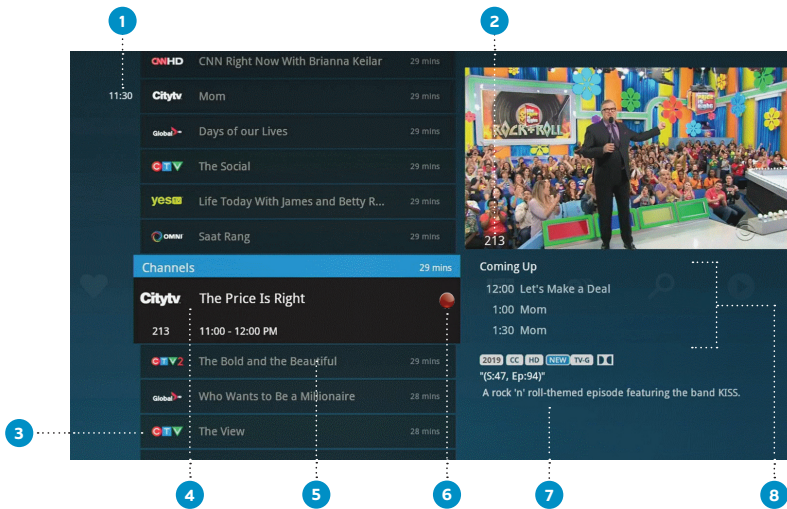 1
2
CNNHD CNN Right Now With Brianna Keilar 29 mins
11:30 Citytv Mom 29 mins
Global Days of our Lives 29 mins
CTV The Social 29 mins
yes Life Today With James and Betty R... 29 mins
OMNI Saat Rang 29 mins
ROCK ROLLS
213
Channels 29 mins
Citytv The Price Is Right
213 11:00 - 12:00 PM
CTV2 The Bold and the Beautiful 29 mins
Global Who Wants to Be a Millionaire 28 mins
CTV The View 28 mins
Coming Up
12:00 Let's Make a Deal
1:00 Mom
1:30 Mom
2019 CC HD NEW TV-G
"(S:47, Ep:94)"
A rock 'n' roll-themed episode featuring the band KISS.
3
4
5
6
7
8